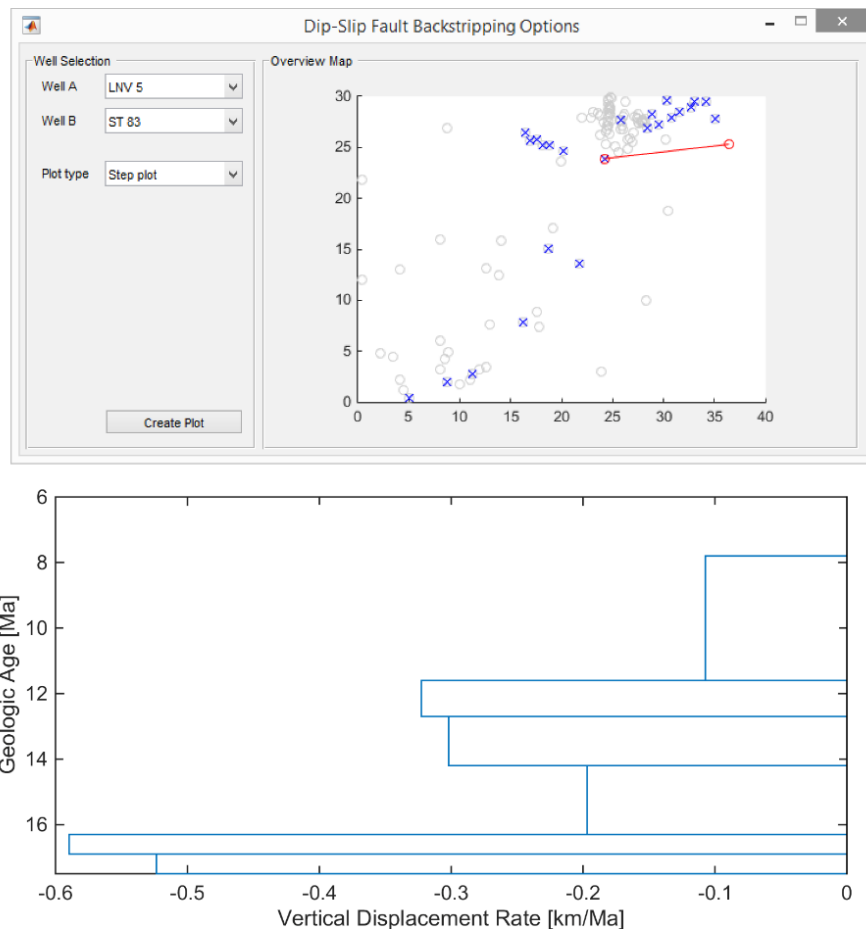 Dip-Slip Fault Backstripping Options
Well Selection
Well A LNV 5
Well B ST 83
Plot type Step plot
Create Plot
Overview Map
30
25
20
15
10
5
0
0 5 10 15 20 25 30 35 40
6
8
10
12
14
16
Geologic Age [Ma]
-0.6 -0.5 -0.4 -0.3 -0.2 -0.1 0
Vertical Displacement Rate [km/Ma]